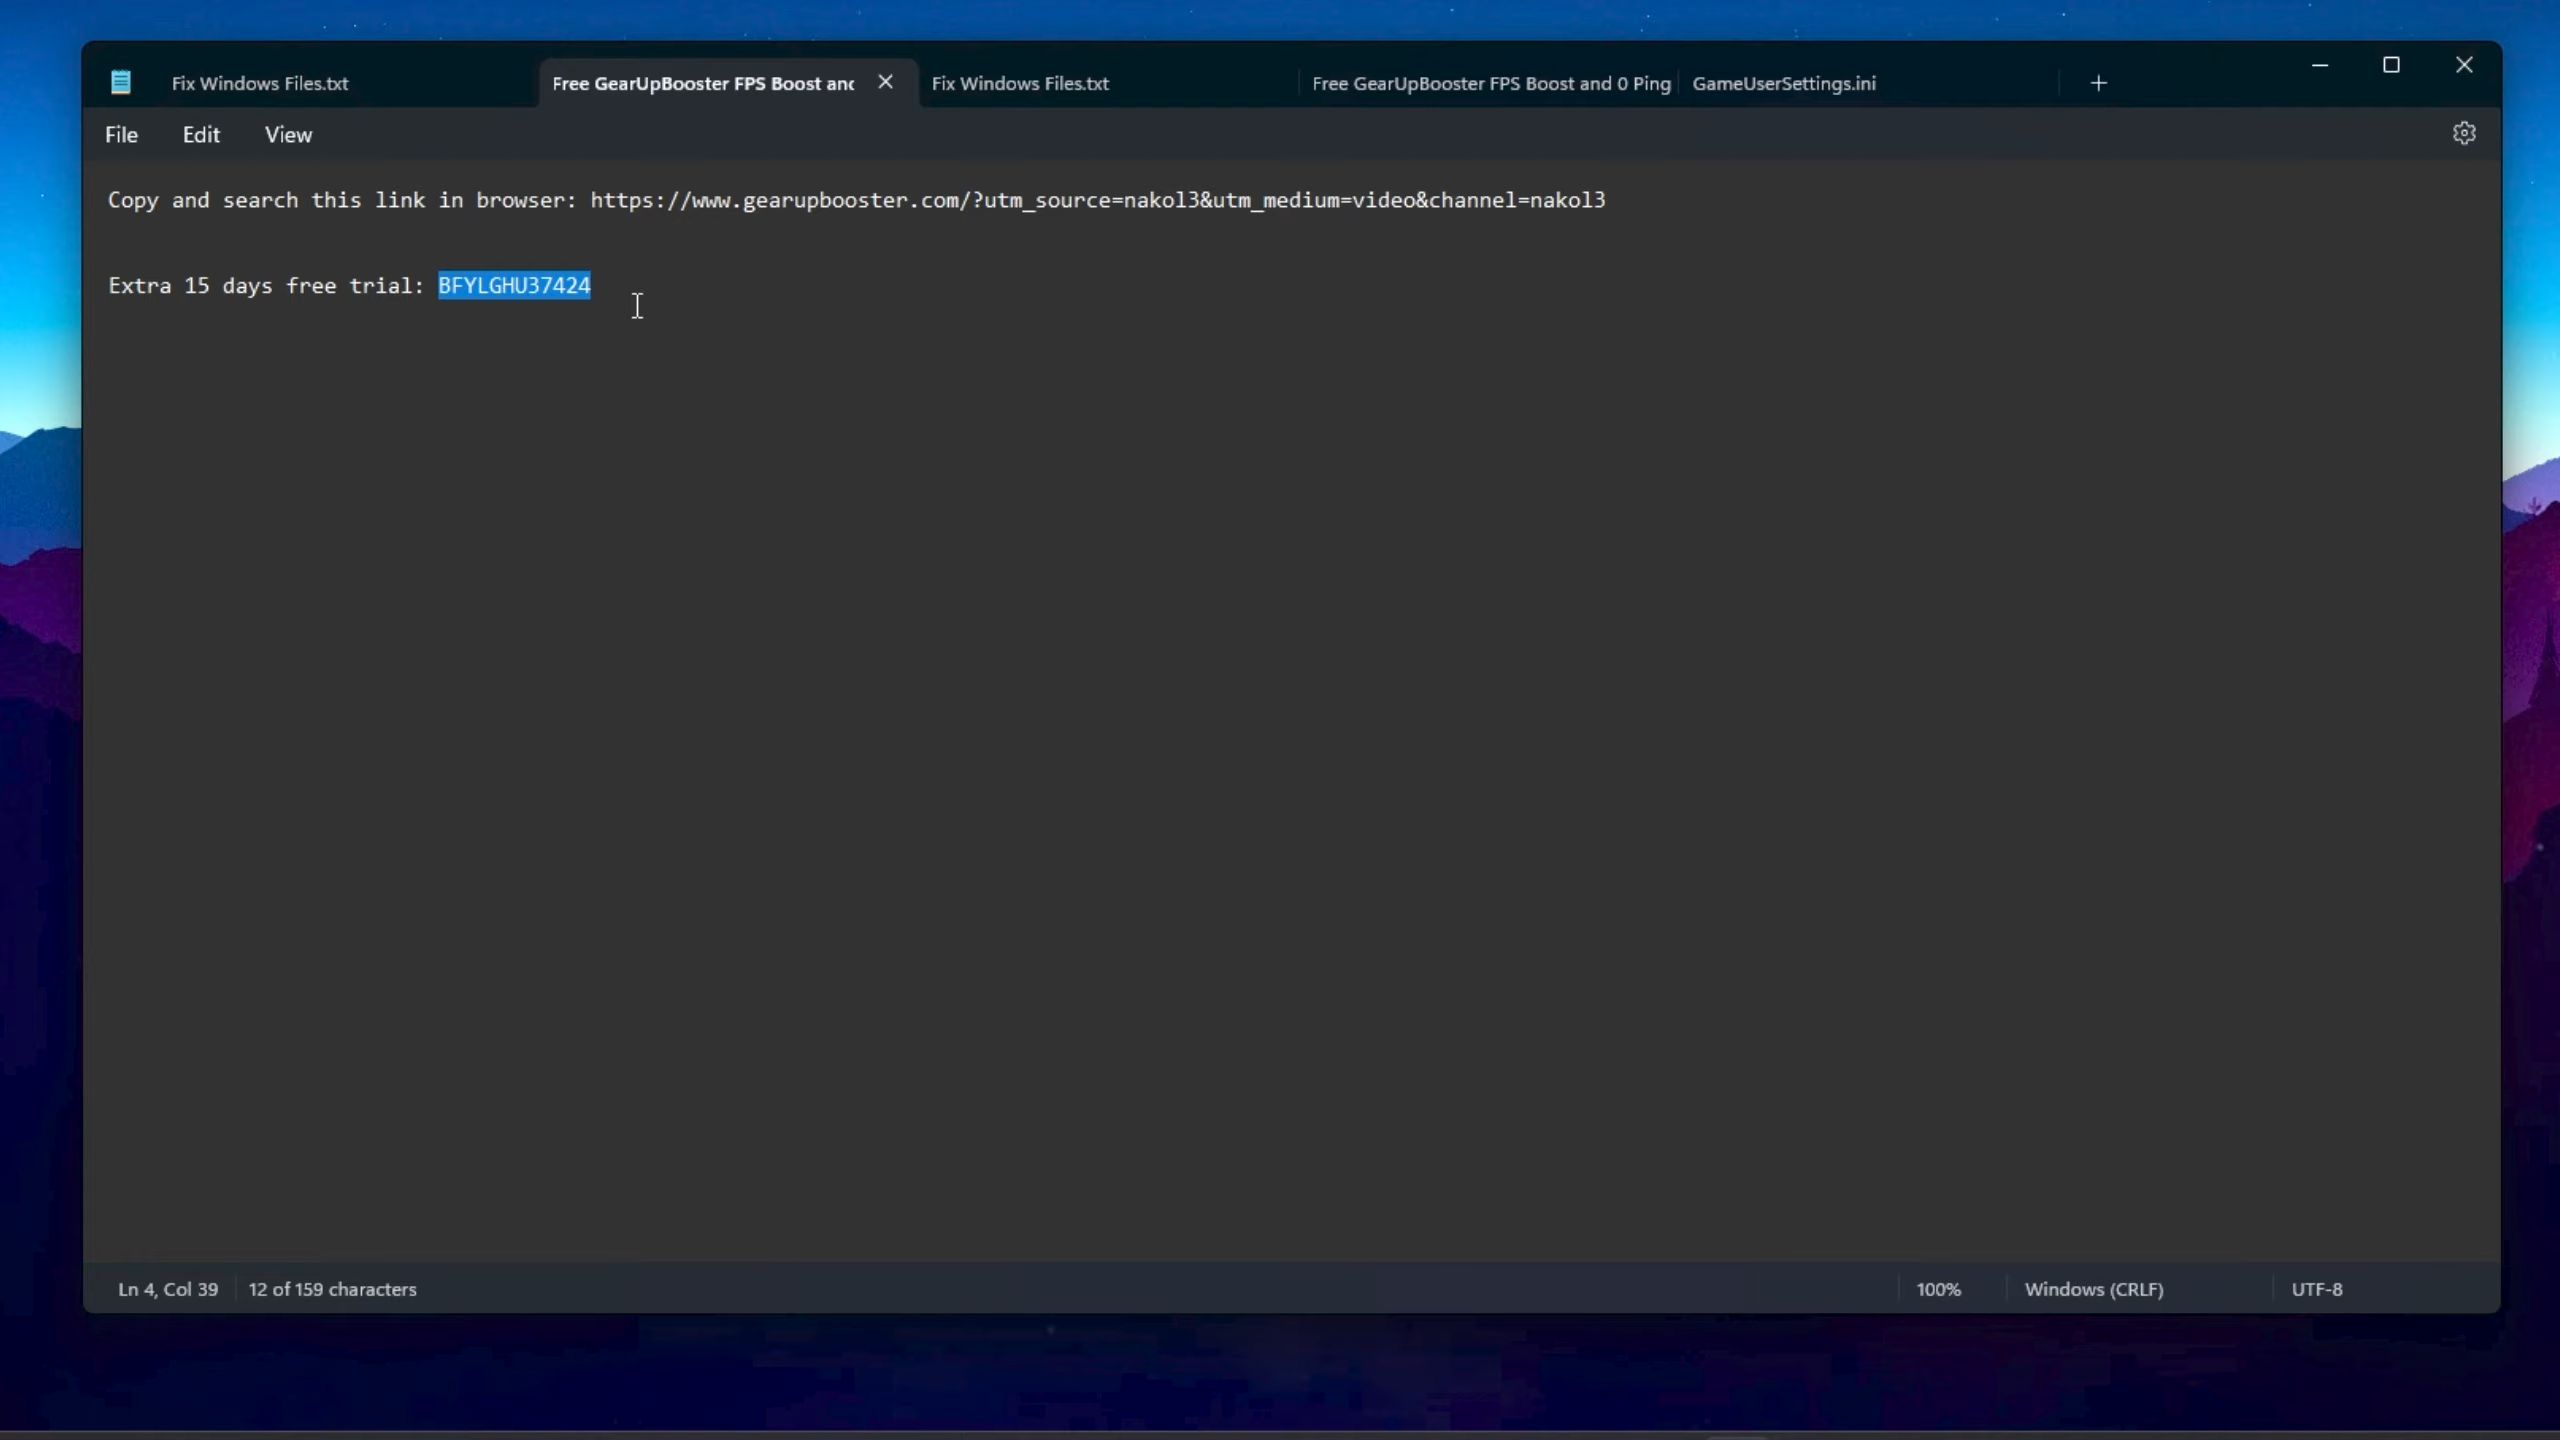 Fix Windows Files.txt
Free GearUpBooster FPS Boost and
Fix Windows Files.txt
Free GearUpBooster FPS Boost and 0 Ping
GameUserSettings.ini
File
Edit
View
Copy and search this link in browser: https://www.gearupbooster.com/?utm_source=nakol3&utm_medium=video&channel=nakol3
Extra 15 days free trial: BFYLGHU37424
Ln 4, Col 39
12 of 159 characters
100%
Windows (CRLF)
UTF-8